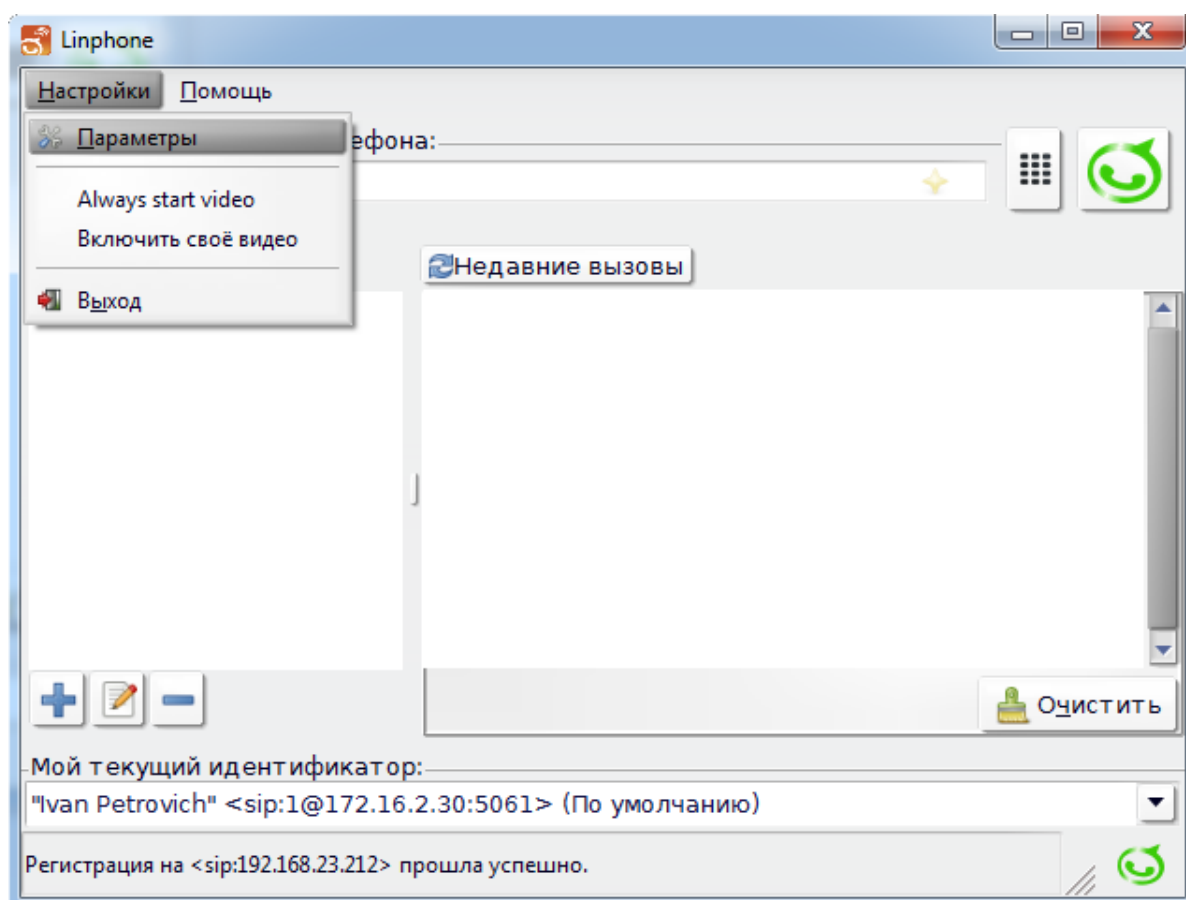 Linphone
Настройки Помощь
Параметры
ефона:
Always start video
Включить своё видео
Выход
Недавние вызовы
Очистить
Мой текущий идентификатор:
"Ivan Petrovich" <sip:1@172.16.2.30:5061> (По умолчанию)
Регистрация на <sip:192.168.23.212> прошла успешно.